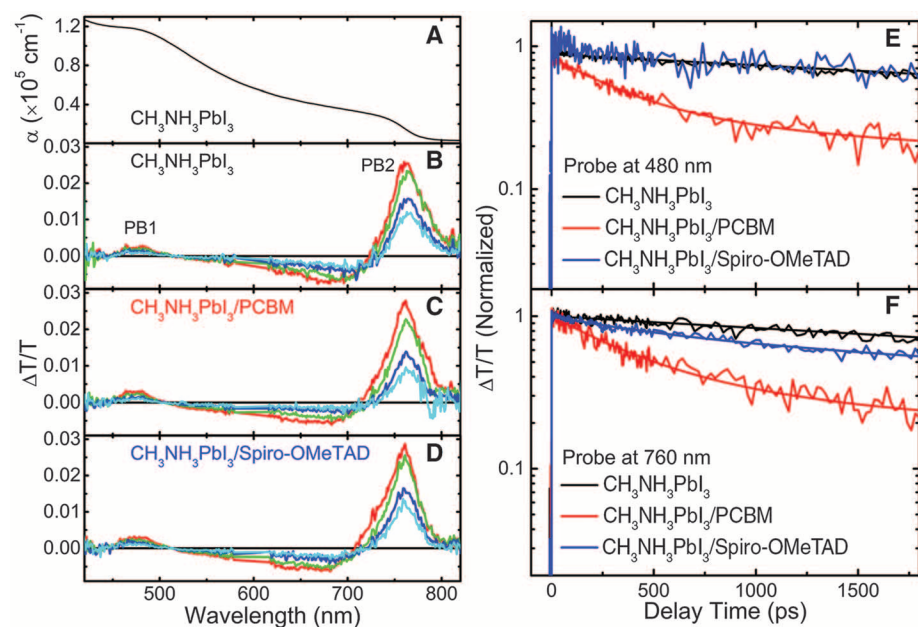 A
α (×10⁵ cm⁻¹)
1.2
0.8
0.4
CH₃NH₃PbI₃
B
CH₃NH₃PbI₃
0.03
0.02
0.01
0.00
PB1
PB2
C
CH₃NH₃PbI₃/PCBM
0.03
0.02
0.01
0.00
ΔT/T
D
CH₃NH₃PbI₃/Spiro-OMeTAD
0.03
0.02
0.01
0.00
500 600 700 800
Wavelength (nm)
E
1
0.1
Probe at 480 nm
CH₃NH₃PbI₃
CH₃NH₃PbI₃/PCBM
CH₃NH₃PbI₃/Spiro-OMeTAD
ΔT/T (Normalized)
F
1
0.1
Probe at 760 nm
CH₃NH₃PbI₃
CH₃NH₃PbI₃/PCBM
CH₃NH₃PbI₃/Spiro-OMeTAD
0 500 1000 1500
Delay Time (ps)